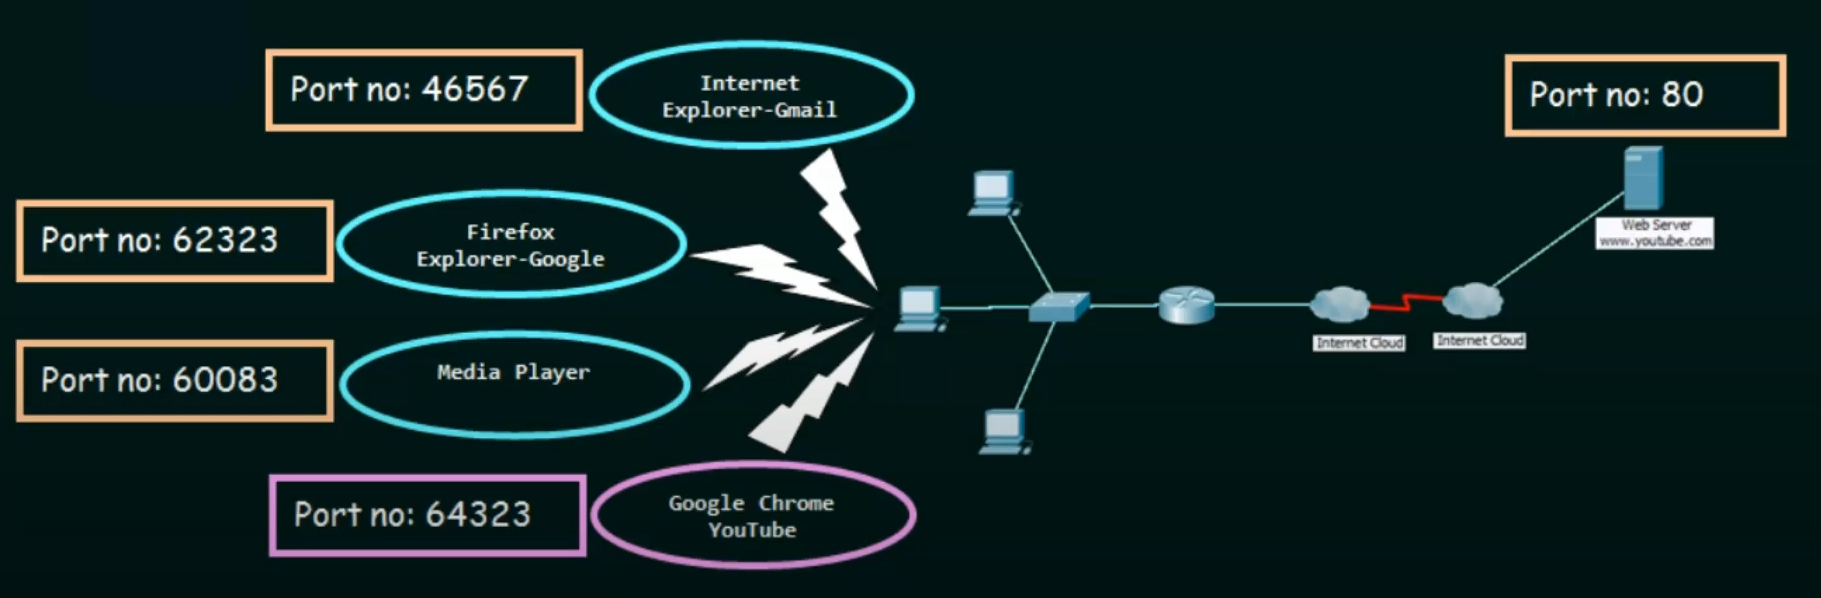 Port no: 46567
Internet
Explorer-Gmail
Port no: 80
Port no: 62323
Firefox
Explorer-Google
Web Server
www.youtube.com
Internet Cloud
Internet Cloud
Port no: 60083
Media Player
Port no: 64323
Google Chrome
YouTube